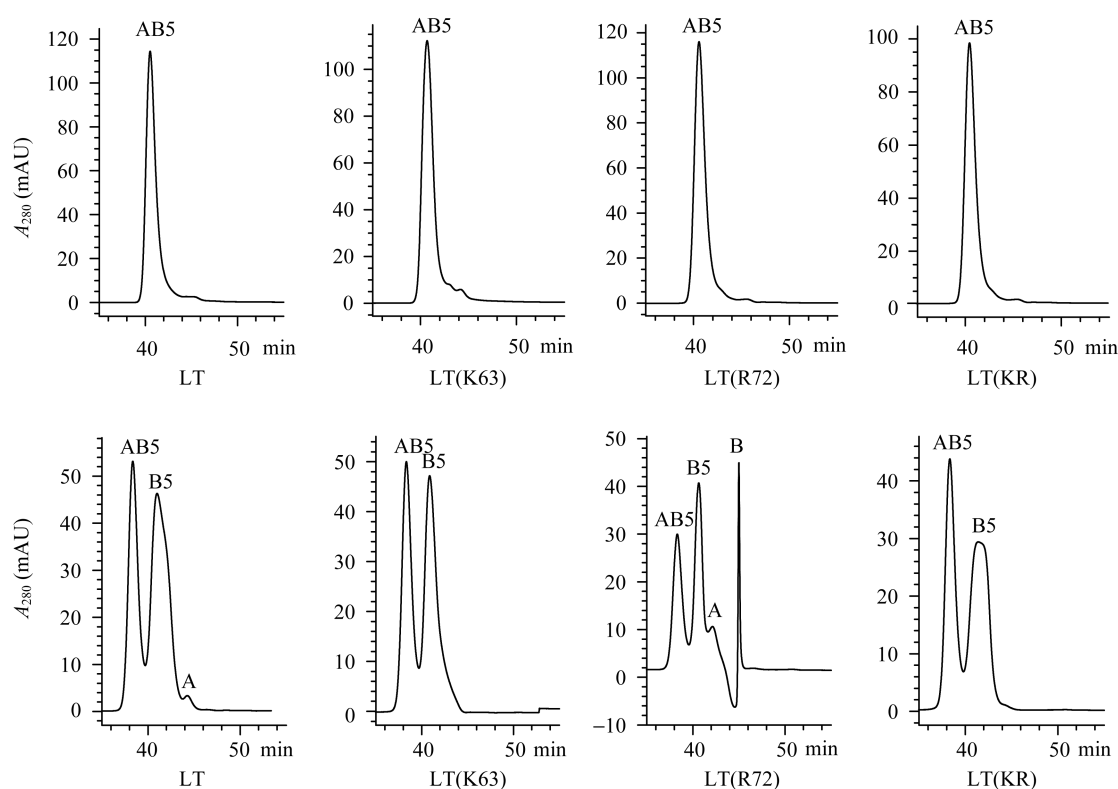 AB5 AB5 AB5 AB5
A280 (mAU)
120 100 80 60 40 20 0
100 80 60 40 20 0
120 100 80 60 40 20 0
100 80 60 40 20 0
40 50 min 40 50 min 40 50 min 40 50 min
LT LT(K63) LT(R72) LT(KR)
AB5 B5 A
AB5 B5
AB5 B5 A B
AB5 B5
A280 (mAU)
50 40 30 20 10 0
50 40 30 20 10 0
50 40 30 20 10 0 –10
40 30 20 10 0
40 50 min 40 50 min 40 50 min 40 50 min
LT LT(K63) LT(R72) LT(KR)